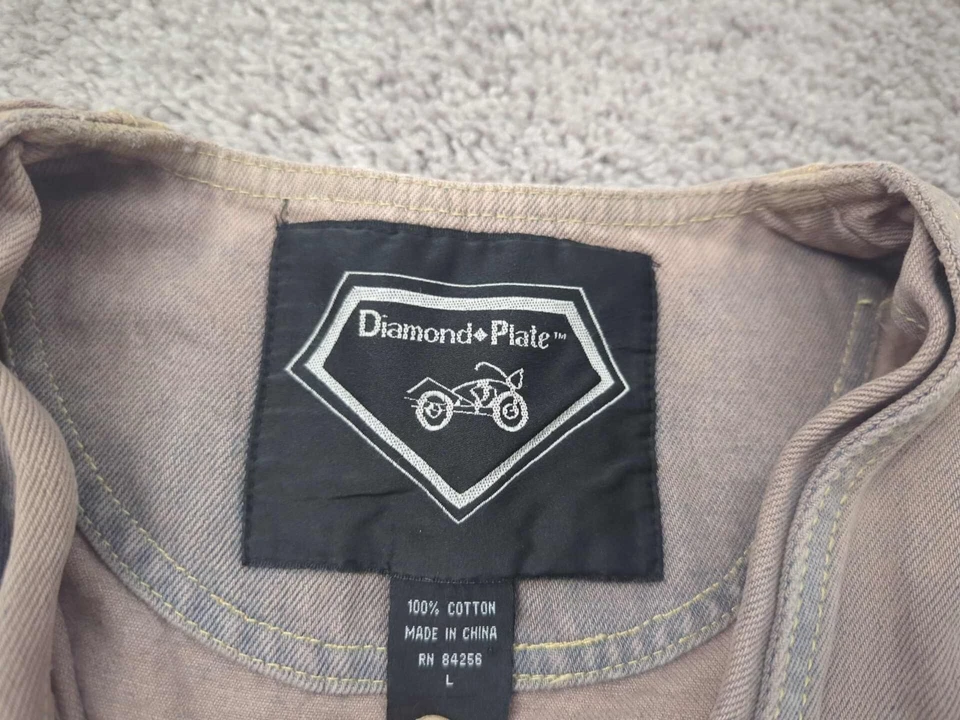 Diamond Plate™
100% COTTON
MADE IN CHINA
RN 84256
L